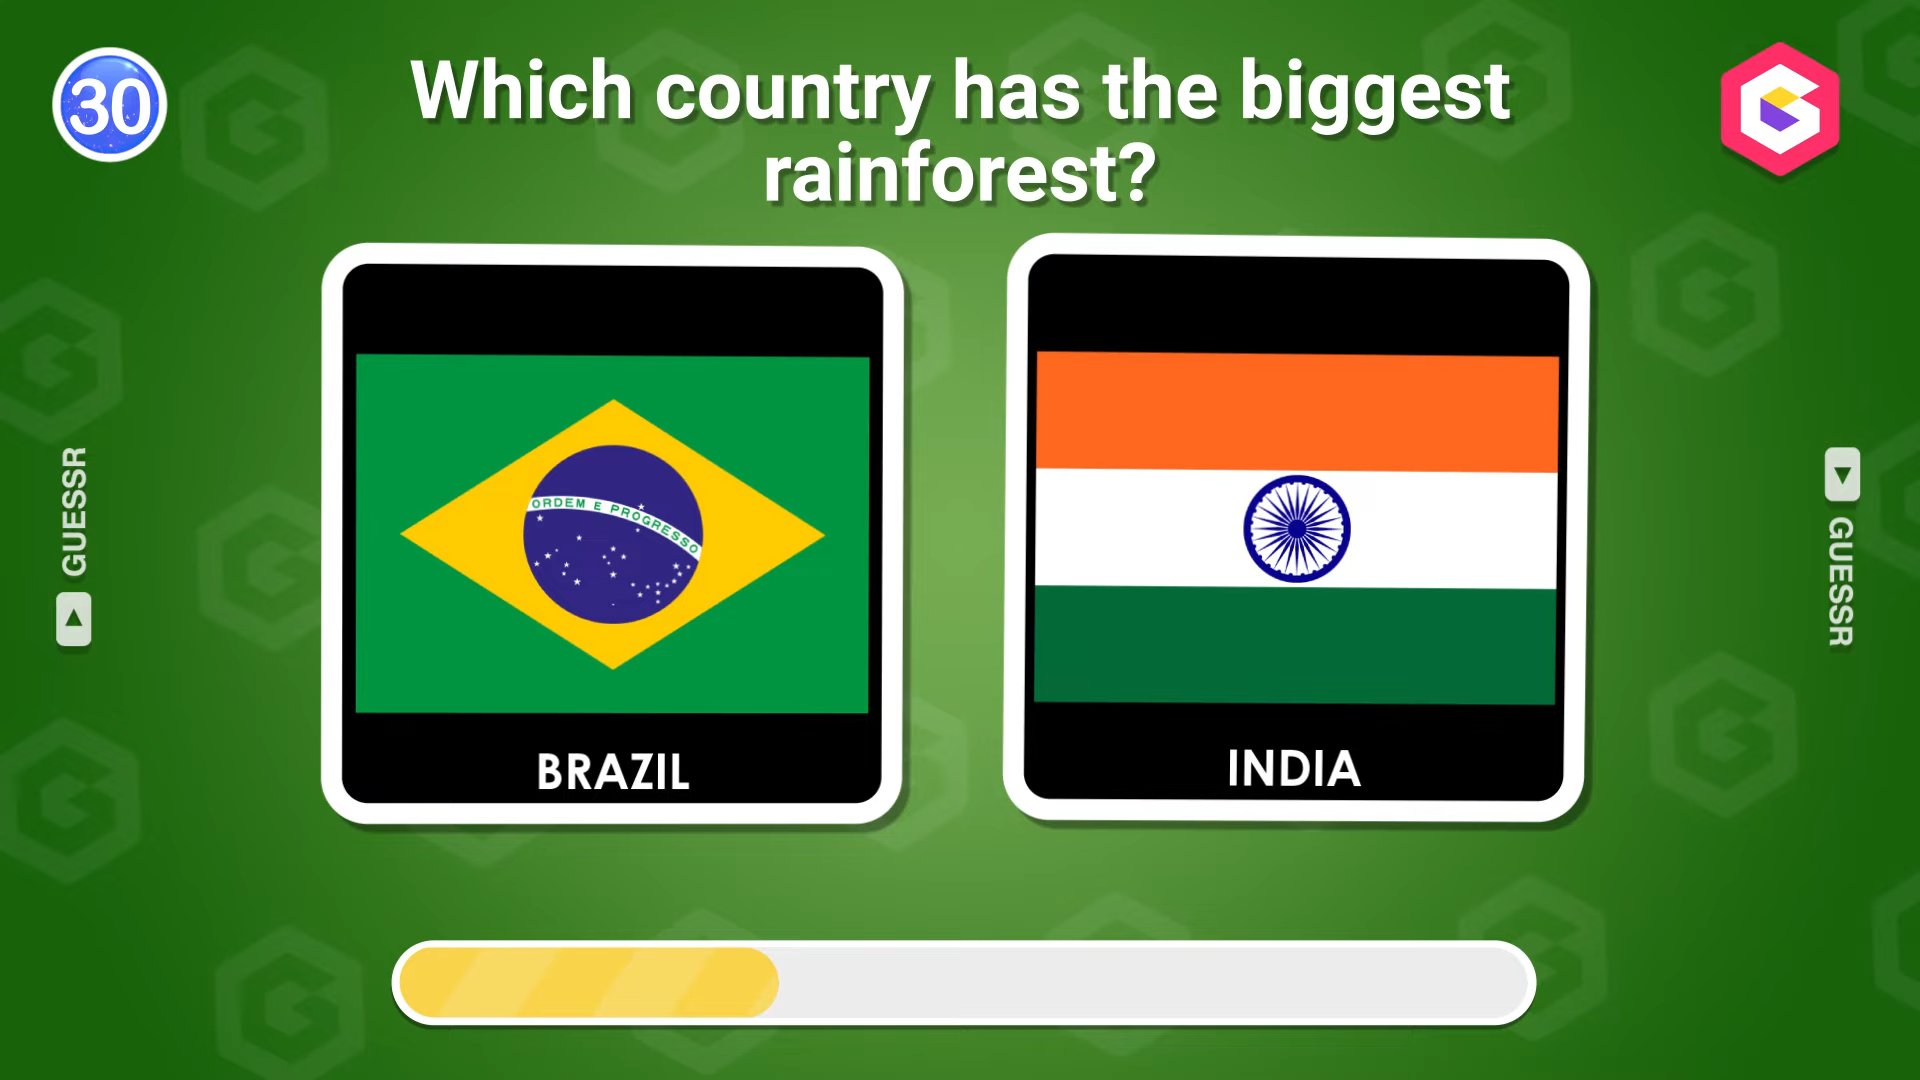 30
Which country has the biggest
rainforest?
GUESSR
ORDEM E PROGRESSO
BRAZIL
INDIA
GUESSR